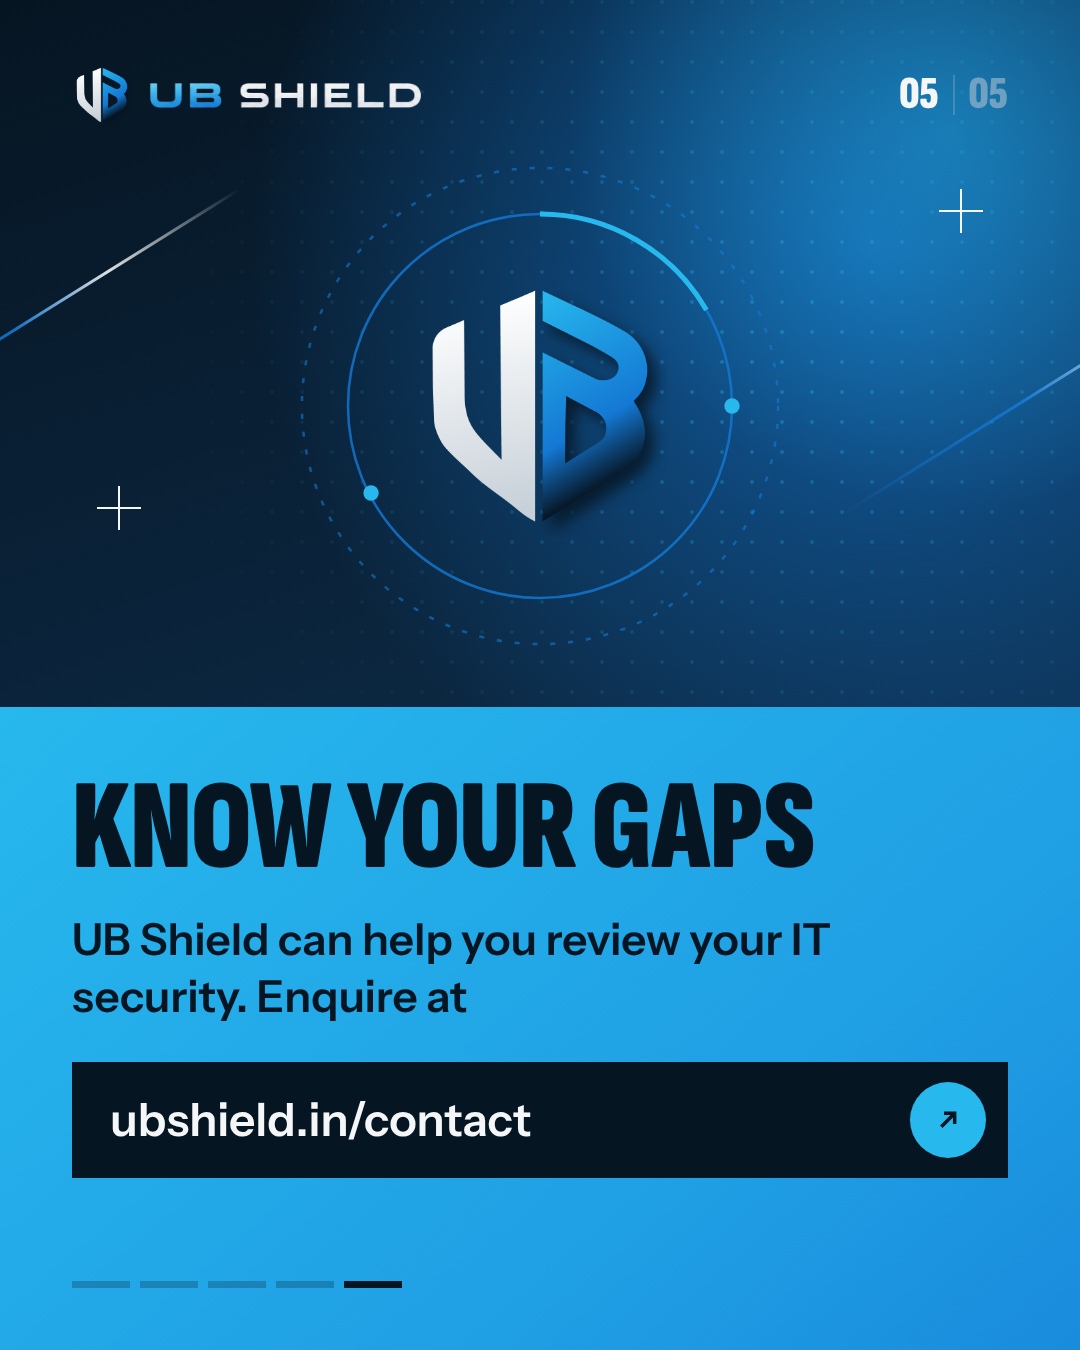 UB SHIELD
05 | 05
UB
KNOW YOUR GAPS
UB Shield can help you review your IT
security. Enquire at
ubshield.in/contact